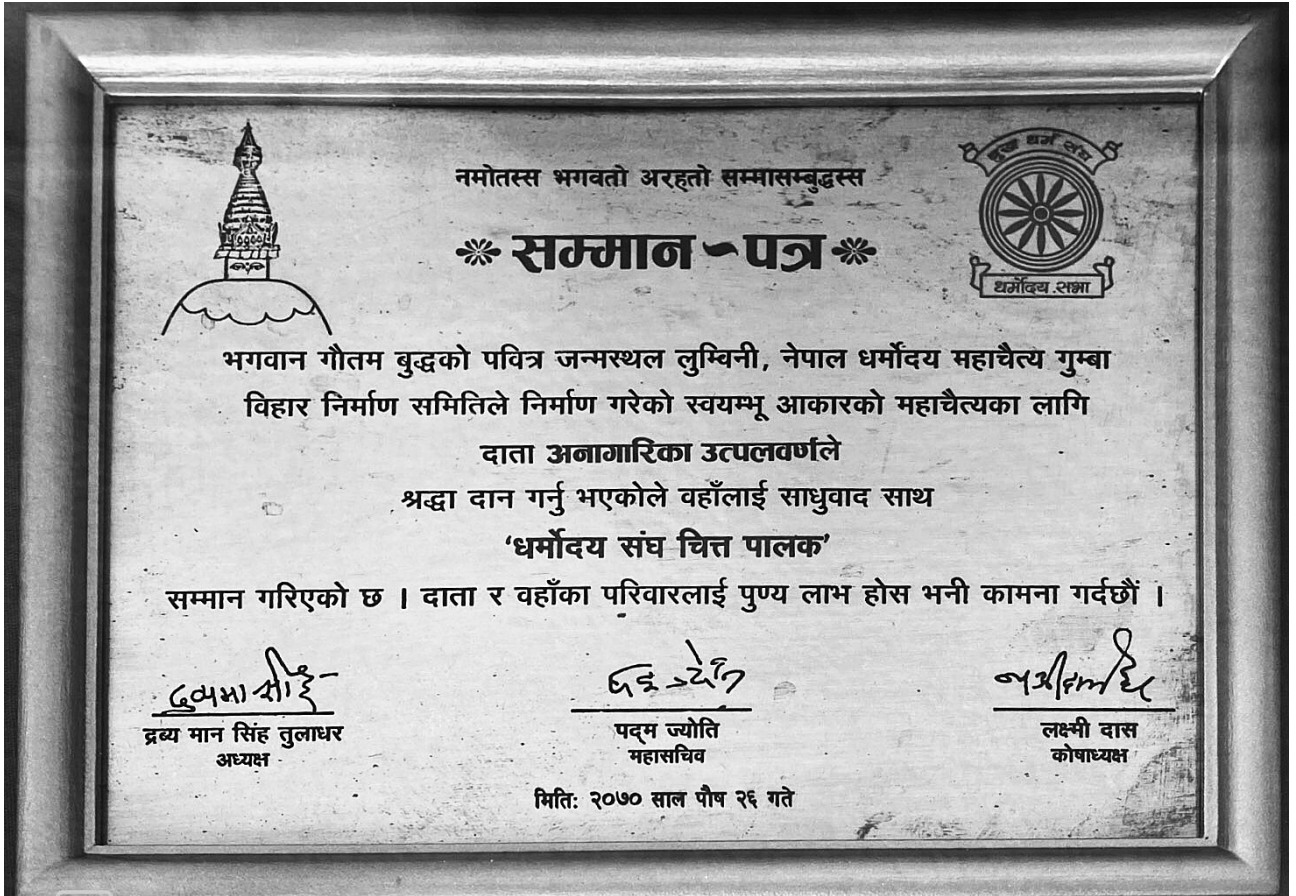 बुद्ध धर्म संघ
धर्मोदय सभा
नमोतस्स भगवतो अरहतो सम्मासम्बुद्धस्स
सम्मान-पत्र
भगवान गौतम बुद्धको पवित्र जन्मस्थल लुम्विनी, नेपाल धर्मोदय महाचैत्य गुम्बा
विहार निर्माण समितिले निर्माण गरेको स्वयम्भू आकारको महाचैत्यका लागि
दाता अनागारिका उत्पलवर्णले
श्रद्धा दान गर्नु भएकोले वहाँलाई साधुवाद साथ
‘धर्मोदय संघ चित्त पालक’
सम्मान गरिएको छ । दाता र वहाँका परिवारलाई पुण्य लाभ होस भनी कामना गर्दछौं ।
द्रब्य मान सिंह तुलाधर
अध्यक्ष
पद्म ज्योति
महासचिव
लक्ष्मी दास
कोषाध्यक्ष
मिति: २०७० साल पौष २६ गते